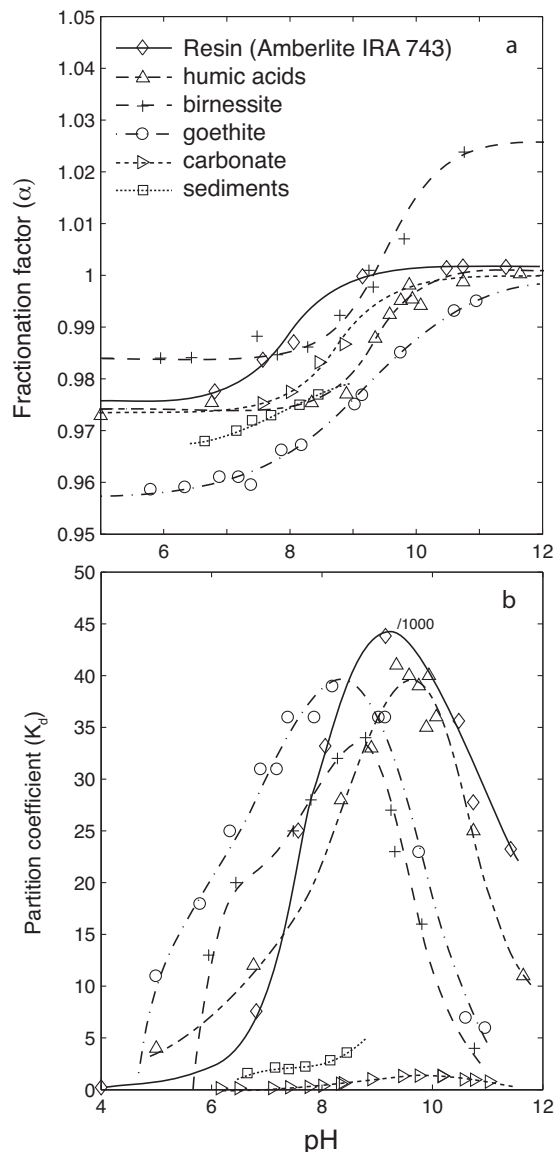 1.05
Resin (Amberlite IRA 743)
a
humic acids
1.04
birnessite
goethite
1.03
carbonate
sediments
1.02
1.01
1
0.99
0.98
0.97
0.96
0.95
Fractionation factor (α)
6 8 10 12
50
b
45
/1000
40
35
30
25
20
15
10
5
0
Partition coefficient (Kd)
4 6 8 10 12
pH